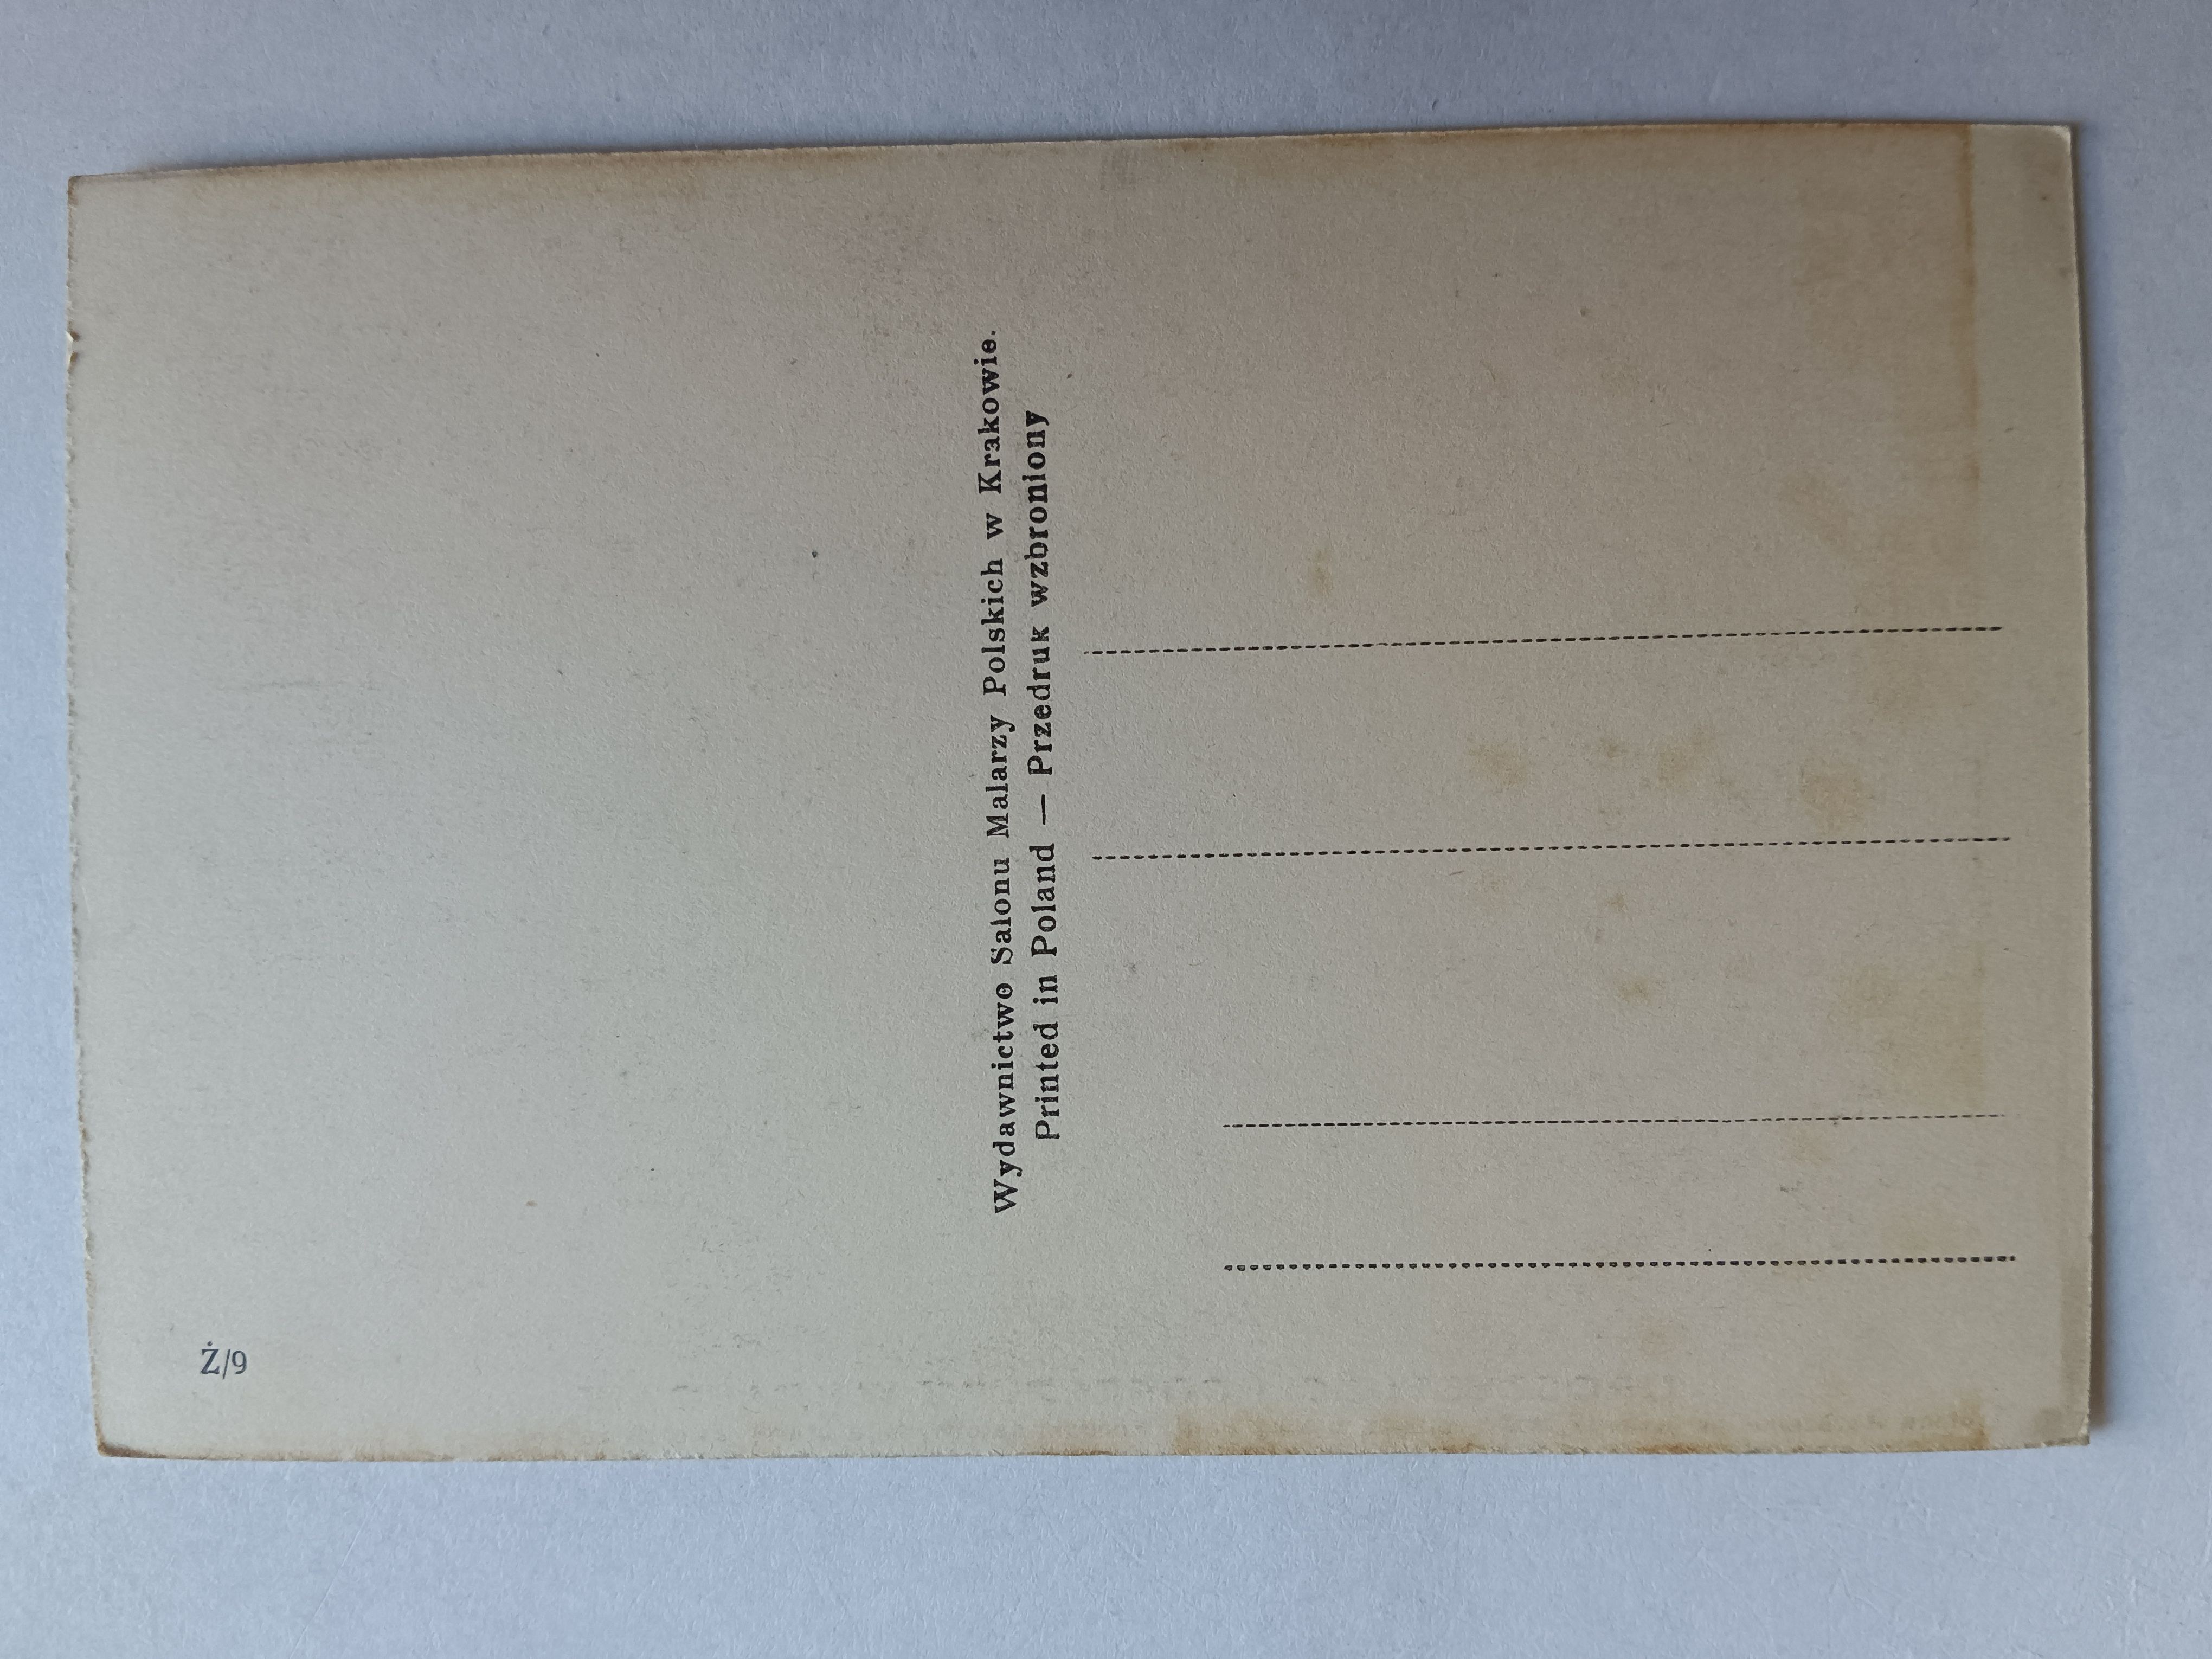 Wydawnictwo Salonu Malarzy Polskich w Krakowie.
Printed in Poland — Przedruk wzbroniony
Ż/9